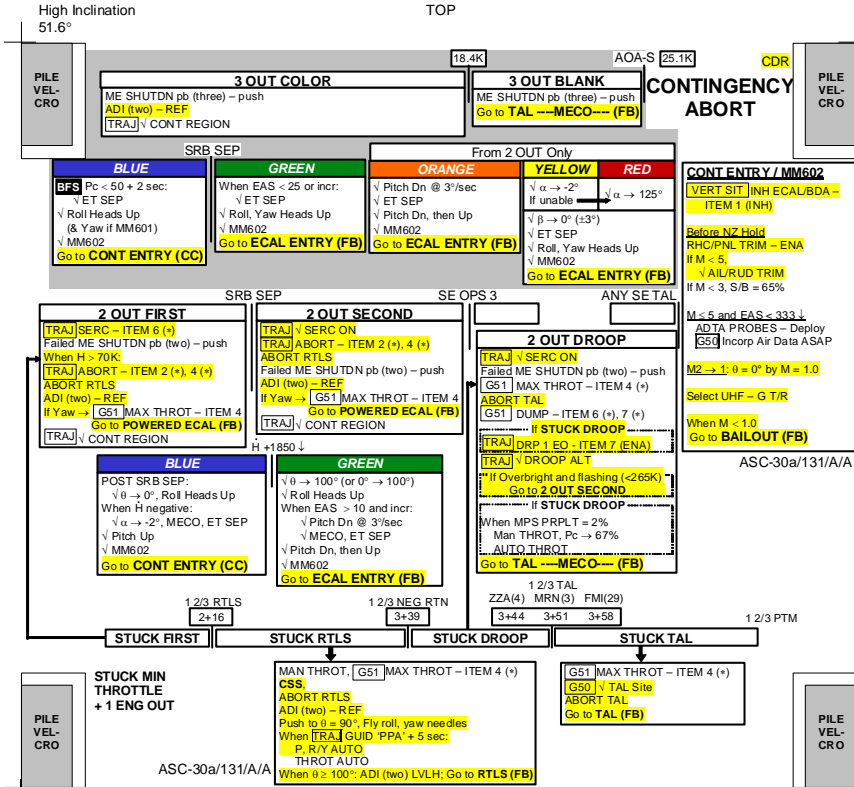 High Inclination
51.6°
TOP
PILE
VEL-
CRO
18.4K
AOA-S 25.1K
CDR
CONTINGENCY
ABORT
PILE
VEL-
CRO
3 OUT COLOR
ME SHUTDN pb (three) – push
ADI (two) – REF
TRAJ √ CONT REGION
3 OUT BLANK
ME SHUTDN pb (three) – push
Go to TAL ----MECO---- (FB)
SRB SEP
From 2 OUT Only
BLUE
BFS Pc < 50 + 2 sec:
√ ET SEP
√ Roll Heads Up
(& Yaw if MM601)
√ MM602
Go to CONT ENTRY (CC)
GREEN
When EAS < 25 or incr:
√ ET SEP
√ Roll, Yaw Heads Up
√ MM602
Go to ECAL ENTRY (FB)
ORANGE
√ Pitch Dn @ 3°/sec
√ ET SEP
√ Pitch Dn, then Up
√ MM602
Go to ECAL ENTRY (FB)
YELLOW
RED
√ α → -2°
If unable
√ α → 125°
√ β → 0° (±3°)
√ ET SEP
√ Roll, Yaw Heads Up
√ MM602
Go to ECAL ENTRY (FB)
CONT ENTRY / MM602
VERT SIT INH ECAL/BDA –
ITEM 1 (INH)
Before NZ Hold
RHC/PNL TRIM – ENA
If M < 5,
√ AIL/RUD TRIM
If M < 3, S/B = 65%
M ≤ 5 and EAS < 333 ↓
ADTA PROBES – Deploy
G50 Incorp Air Data ASAP
M2 → 1: θ = 0° by M = 1.0
Select UHF – G T/R
When M < 1.0
Go to BAILOUT (FB)
ASC-30a/131/A/A
SRB SEP
SE OPS 3
ANY SE TAL
2 OUT FIRST
TRAJ SERC – ITEM 6 (*)
Failed ME SHUTDN pb (two) – push
When H > 70K:
TRAJ ABORT – ITEM 2 (*), 4 (*)
ABORT RTLS
ADI (two) – REF
If Yaw → G51 MAX THROT – ITEM 4
Go to POWERED ECAL (FB)
TRAJ √ CONT REGION
2 OUT SECOND
TRAJ √ SERC ON
TRAJ ABORT – ITEM 2 (*), 4 (*)
ABORT RTLS
Failed ME SHUTDN pb (two) – push
ADI (two) – REF
If Yaw → G51 MAX THROT – ITEM 4
Go to POWERED ECAL (FB)
TRAJ √ CONT REGION
2 OUT DROOP
TRAJ √ SERC ON
Failed ME SHUTDN pb (two) – push
G51 MAX THROT – ITEM 4 (*)
ABORT TAL
G51 DUMP – ITEM 6 (*), 7 (*)
If STUCK DROOP
TRAJ DRP 1 EO - ITEM 7 (ENA)
TRAJ √ DROOP ALT
If Overbright and flashing (<265K)
Go to 2 OUT SECOND
If STUCK DROOP
When MPS PRPLT = 2%
Man THROT, Pc → 67%
AUTO THROT
Go to TAL ----MECO---- (FB)
Ḣ +1850 ↓
BLUE
POST SRB SEP:
√ θ → 0°, Roll Heads Up
When Ḣ negative:
√ α → -2°, MECO, ET SEP
√ Pitch Up
√ MM602
Go to CONT ENTRY (CC)
GREEN
√ θ → 100° (or 0° → 100°)
√ Roll Heads Up
When EAS > 10 and incr:
√ Pitch Dn @ 3°/sec
√ MECO, ET SEP
√ Pitch Dn, then Up
√ MM602
Go to ECAL ENTRY (FB)
1 2/3 RTLS
2+16
1 2/3 NEG RTN
3+39
1 2/3 TAL
ZZA(4) MRN(3) FMI(29)
3+44 3+51 3+58
1 2/3 PTM
STUCK FIRST
STUCK RTLS
STUCK DROOP
STUCK TAL
STUCK MIN
THROTTLE
+ 1 ENG OUT
PILE
VEL-
CRO
MAN THROT, G51 MAX THROT – ITEM 4 (*)
CSS,
ABORT RTLS
ADI (two) – REF
Push to θ = 90°, Fly roll, yaw needles
When TRAJ GUID 'PPA' + 5 sec:
P, R/Y AUTO
THROT AUTO
When θ ≥ 100°: ADI (two) LVLH; Go to RTLS (FB)
G51 MAX THROT – ITEM 4 (*)
G50 √ TAL Site
ABORT TAL
Go to TAL (FB)
PILE
VEL-
CRO
ASC-30a/131/A/A